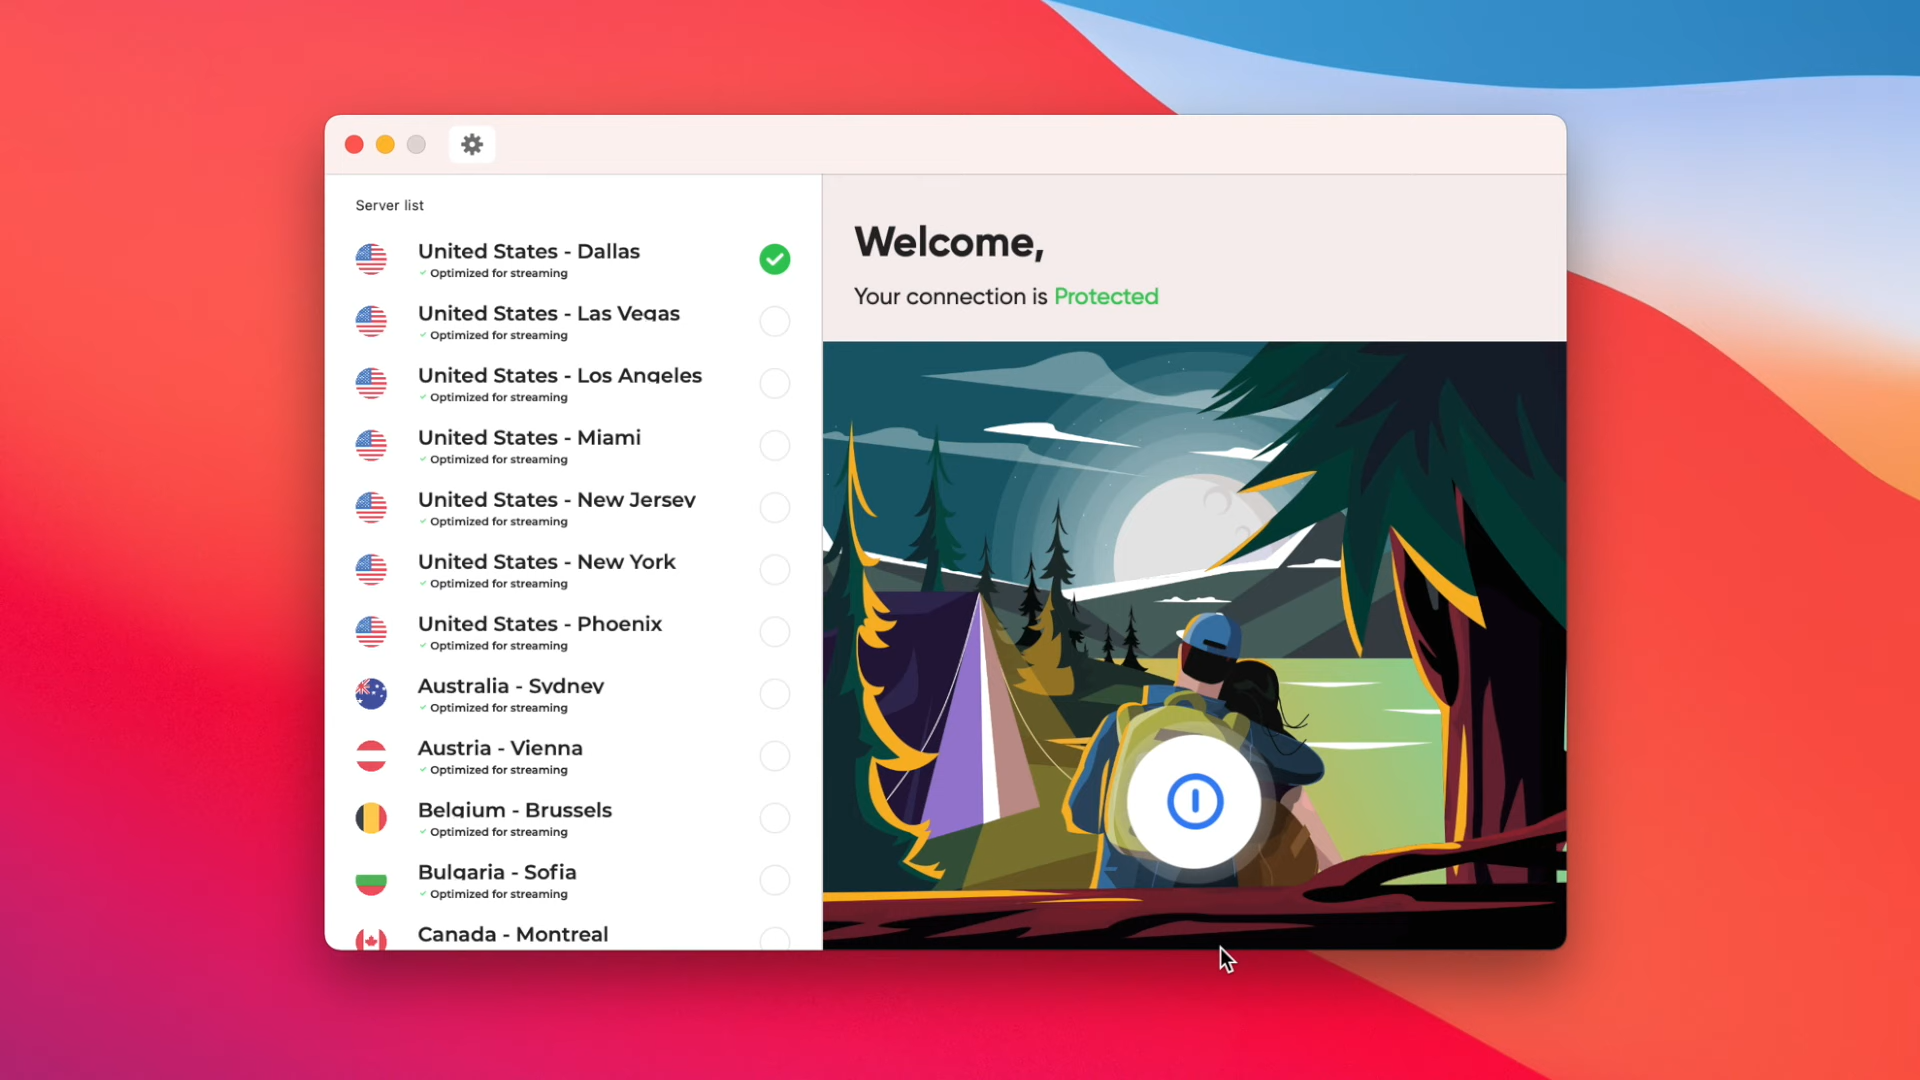 Server list
United States - Dallas
Optimized for streaming
United States - Las Vegas
Optimized for streaming
United States - Los Angeles
Optimized for streaming
United States - Miami
Optimized for streaming
United States - New Jersey
Optimized for streaming
United States - New York
Optimized for streaming
United States - Phoenix
Optimized for streaming
Australia - Sydney
Optimized for streaming
Austria - Vienna
Optimized for streaming
Belgium - Brussels
Optimized for streaming
Bulgaria - Sofia
Optimized for streaming
Canada - Montreal
Welcome,
Your connection is Protected